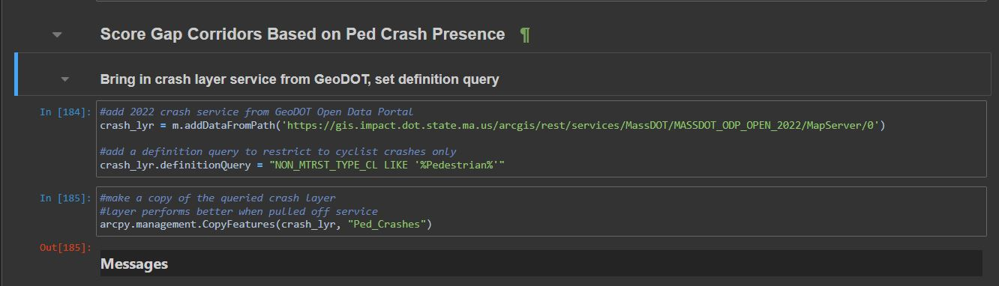 Score Gap Corridors Based on Ped Crash Presence ¶
Bring in crash layer service from GeoDOT, set definition query
In [184]: #add 2022 crash service from GeoDOT Open Data Portal
crash_lyr = m.addDataFromPath('https://gis.impact.dot.state.ma.us/arcgis/rest/services/MassDOT/MASSDOT_ODP_OPEN_2022/MapServer/0')
#add a definition query to restrict to cyclist crashes only
crash_lyr.definitionQuery = "NON_MTRST_TYPE_CL LIKE '%Pedestrian%'"
In [185]: #make a copy of the queried crash layer
#layer performs better when pulled off service
arcpy.management.CopyFeatures(crash_lyr, "Ped_Crashes")
Out[185]:
Messages